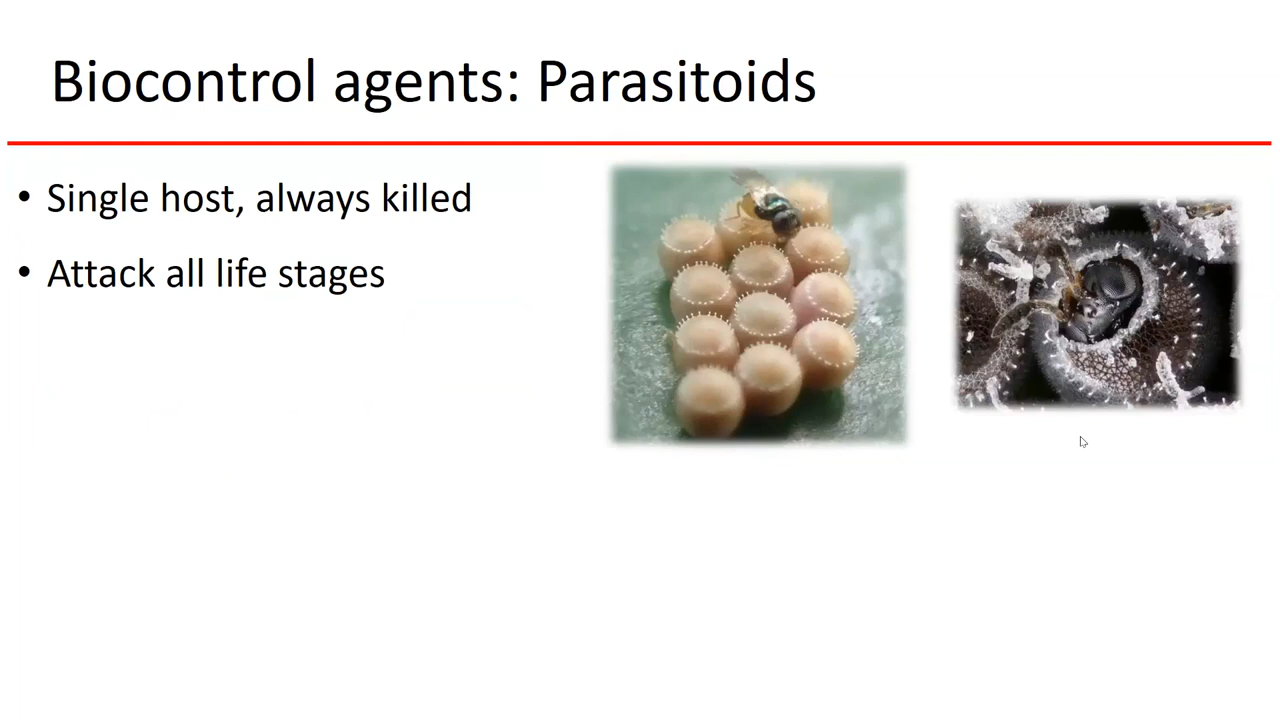 Biocontrol agents: Parasitoids
• Single host, always killed
• Attack all life stages